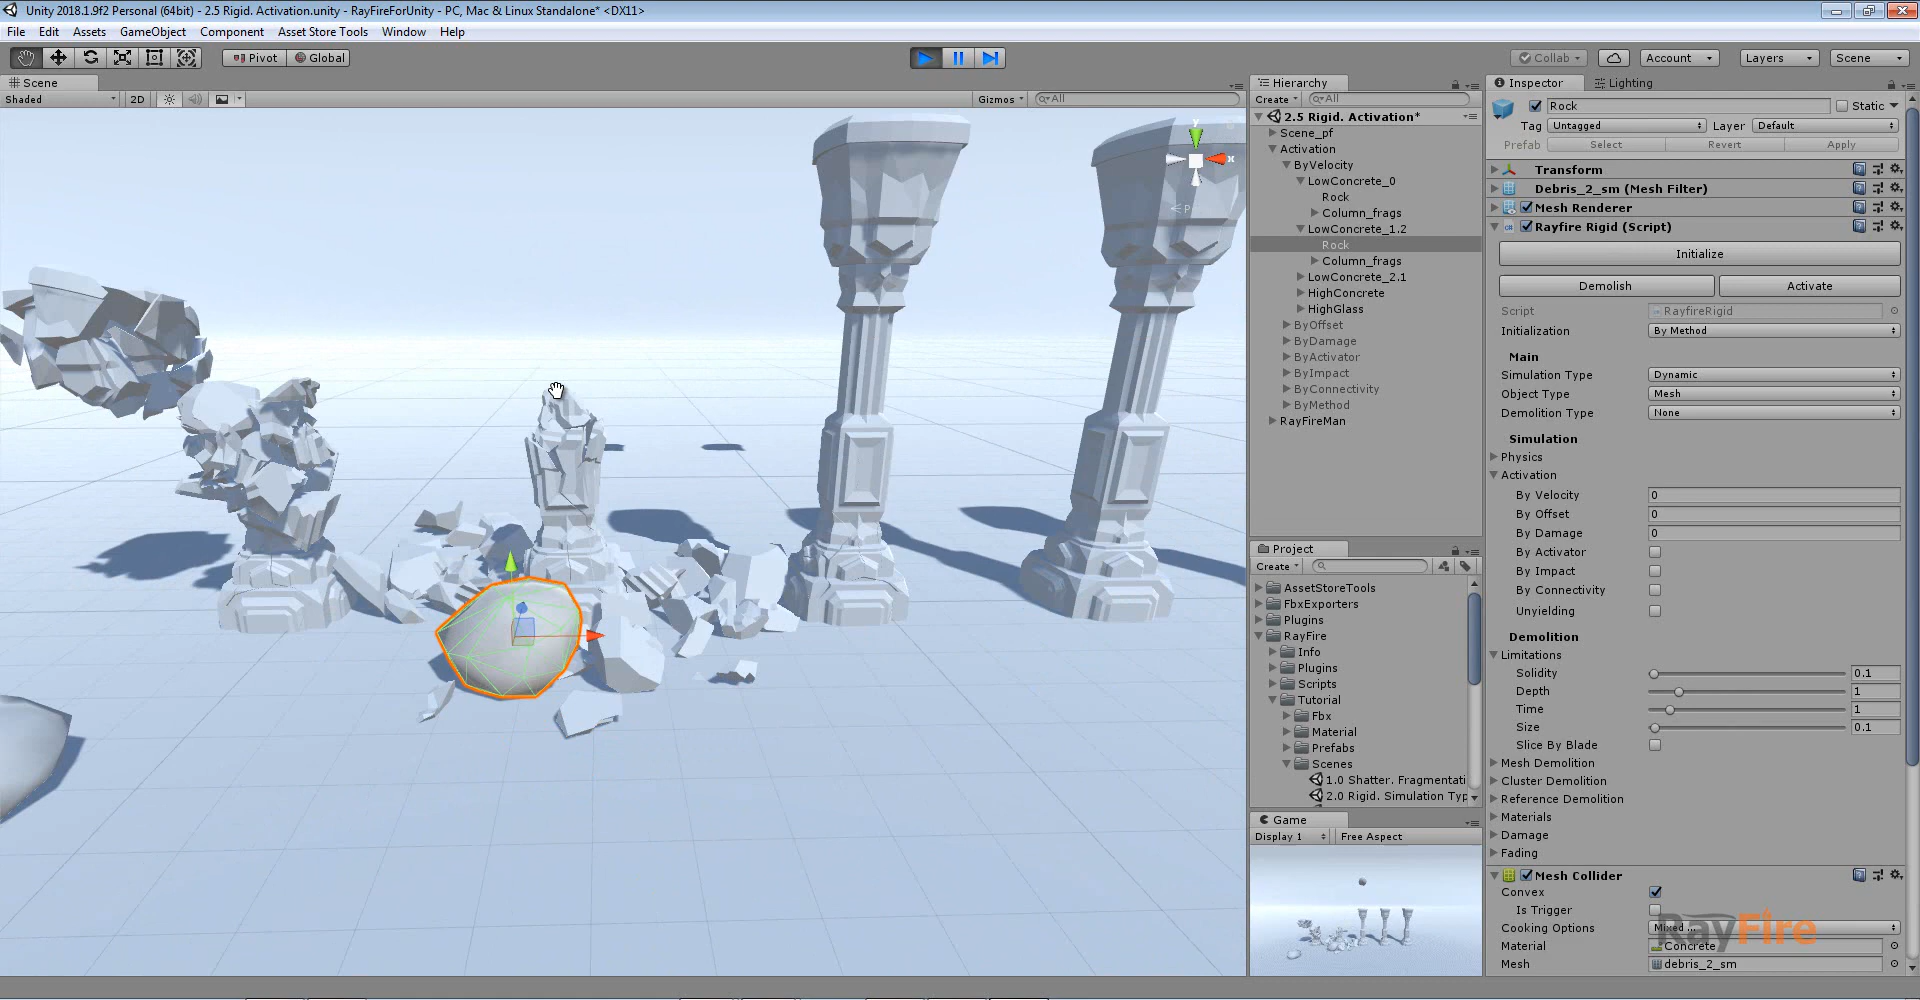 Unity 2018.1.9f2 Personal (64bit) - 2.5 Rigid. Activation.unity - RayFireForUnity - PC, Mac & Linux Standalone* <DX11>
File Edit Assets GameObject Component Asset Store Tools Window Help
Pivot Global Collab Account Layers Scene
Scene
Shaded 2D Gizmos All
Hierarchy
Create All
2.5 Rigid. Activation*
Scene_pf
Activation
ByVelocity
LowConcrete_0
Rock
Column_frags
LowConcrete_1.2
Rock
Column_frags
LowConcrete_2.1
HighConcrete
HighGlass
ByOffset
ByDamage
ByActivator
ByImpact
ByConnectivity
ByMethod
RayFireMan
Project
Create
AssetStoreTools
FbxExporters
Plugins
RayFire
Info
Plugins
Scripts
Tutorial
Fbx
Material
Prefabs
Scenes
1.0 Shatter. Fragmentati
2.0 Rigid. Simulation Typ
Game
Display 1 Free Aspect
Inspector Lighting
Rock Static
Tag Untagged Layer Default
Prefab Select Revert Apply
Transform
Debris_2_sm (Mesh Filter)
Mesh Renderer
Rayfire Rigid (Script)
Initialize
Demolish Activate
Script RayfireRigid
Initialization By Method
Main
Simulation Type Dynamic
Object Type Mesh
Demolition Type None
Simulation
Physics
Activation
By Velocity 0
By Offset 0
By Damage 0
By Activator
By Impact
By Connectivity
Unyielding
Demolition
Limitations
Solidity 0.1
Depth 1
Time 1
Size 0.1
Slice By Blade
Mesh Demolition
Cluster Demolition
Reference Demolition
Materials
Damage
Fading
Mesh Collider
Convex
Is Trigger
Cooking Options Mixed ...
Material Concrete
Mesh debris_2_sm
RayFire
y
x